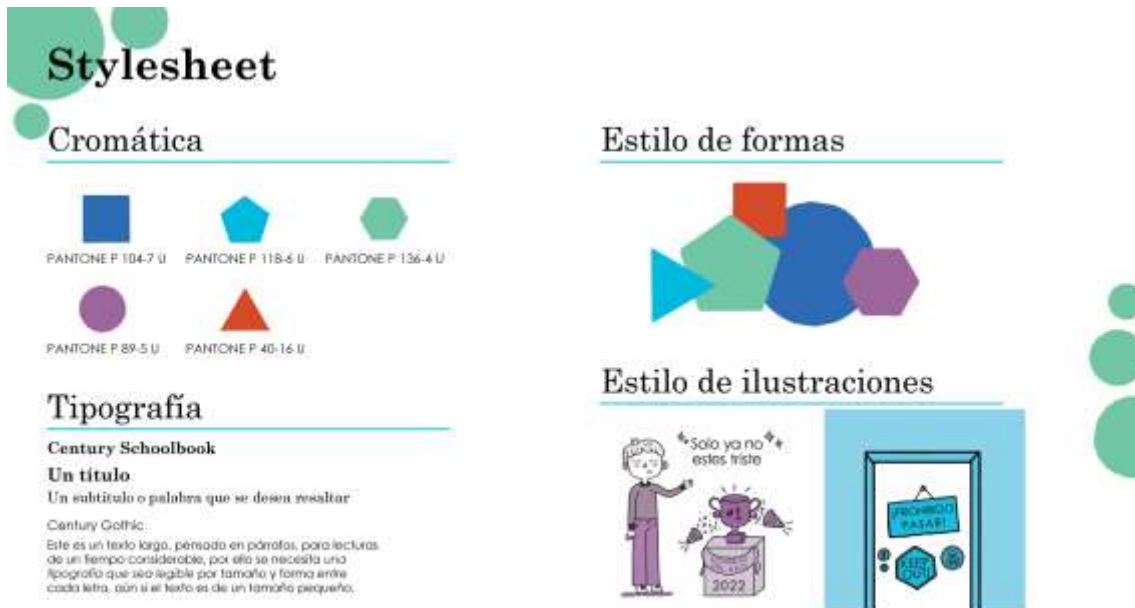 Stylesheet
Cromática
PANTONE P 104-7 U
PANTONE P 118-6 U
PANTONE P 136-4 U
PANTONE P 89-5 U
PANTONE P 40-16 U
Tipografía
Century Schoolbook
Un título
Un subtitulo o palabra que se desea resaltar
Century Gothic
Este es un texto largo, pensado en párrafos, para lecturas
de un tiempo considerable, por ello se necesita una
tipografía que sea legible por tamaño y forma entre
cada letra, aún si el texto es de un tamaño pequeño.
Estilo de formas
Estilo de ilustraciones
Solo ya no
estes triste
#1
2022
¡PROHIBIDO
PASAR!
KEEP
OUT!